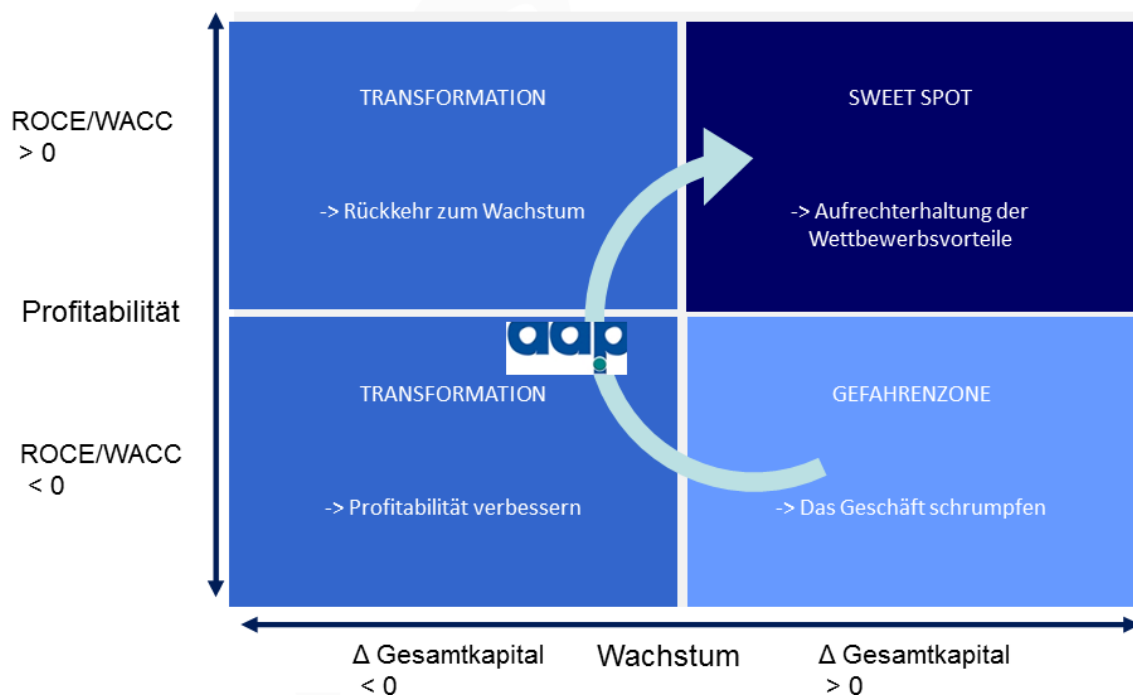 TRANSFORMATION
SWEET SPOT
ROCE/WACC
> 0
-> Rückkehr zum Wachstum
-> Aufrechterhaltung der
Wettbewerbsvorteile
Profitabilität
aap
TRANSFORMATION
GEFAHRENZONE
ROCE/WACC
< 0
-> Profitabilität verbessern
-> Das Geschäft schrumpfen
Δ Gesamtkapital
< 0
Wachstum
Δ Gesamtkapital
> 0